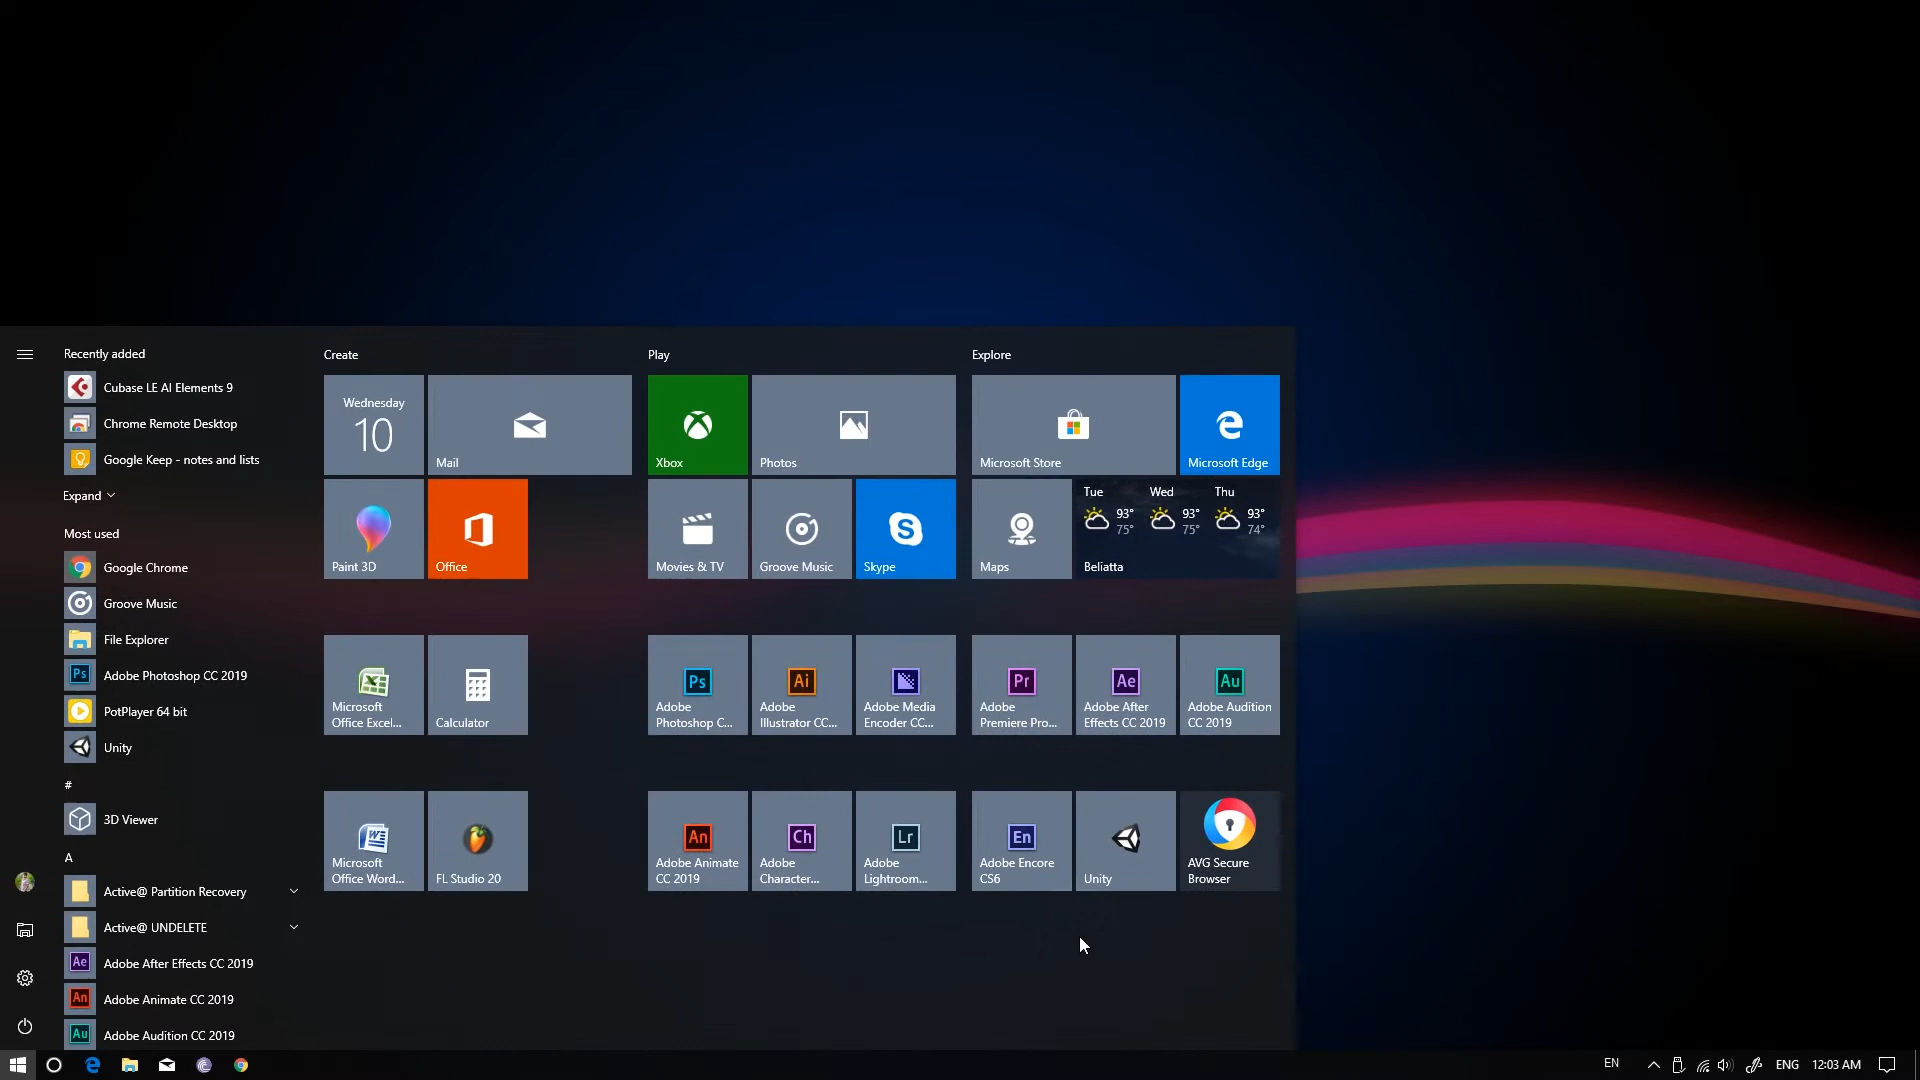 Recently added
Cubase LE AI Elements 9
Chrome Remote Desktop
Google Keep - notes and lists
Expand
Most used
Google Chrome
Groove Music
File Explorer
Ps
Adobe Photoshop CC 2019
PotPlayer 64 bit
Unity
#
3D Viewer
A
Active@ Partition Recovery
Active@ UNDELETE
Ae
Adobe After Effects CC 2019
An
Adobe Animate CC 2019
Au
Adobe Audition CC 2019
Create
Wednesday
10
Mail
Paint 3D
Office
Microsoft
Office Excel...
Calculator
Microsoft
Office Word...
FL Studio 20
Play
Xbox
Photos
Movies & TV
Groove Music
Skype
Ps
Adobe
Photoshop C...
Ai
Adobe
Illustrator CC...
Adobe Media
Encoder CC...
An
Adobe Animate
CC 2019
Ch
Adobe
Character...
Lr
Adobe
Lightroom...
Explore
Microsoft Store
Microsoft Edge
Maps
Tue Wed Thu
93° 93° 93°
75° 75° 74°
Beliatta
Pr
Adobe
Premiere Pro...
Ae
Adobe After
Effects CC 2019
Au
Adobe Audition
CC 2019
En
Adobe Encore
CS6
Unity
AVG Secure
Browser
EN
ENG
12:03 AM